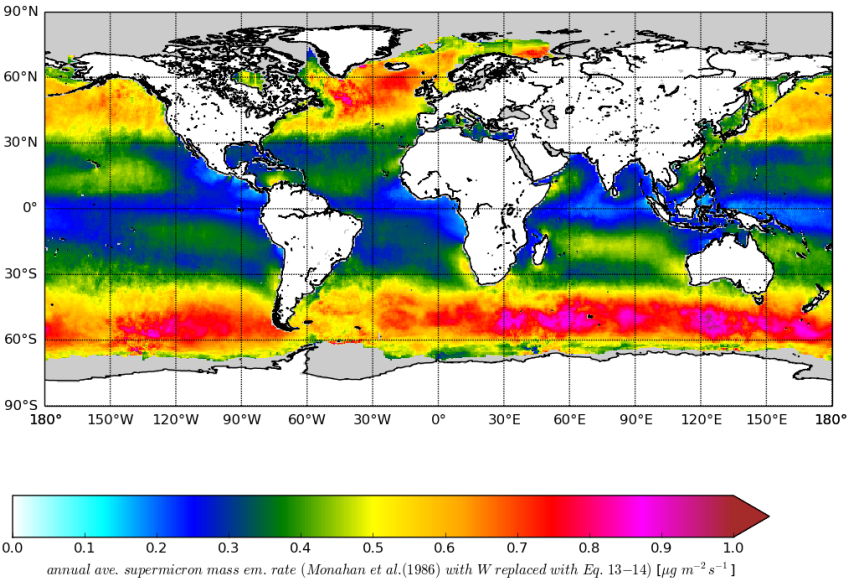 90°N
60°N
30°N
0°
30°S
60°S
90°S
180° 150°W 120°W 90°W 60°W 30°W 0° 30°E 60°E 90°E 120°E 150°E 180°
0.0 0.1 0.2 0.3 0.4 0.5 0.6 0.7 0.8 0.9 1.0
annual ave. supermicron mass em. rate (Monahan et al.(1986) with W replaced with Eq. 13−14) [μg m⁻² s⁻¹]